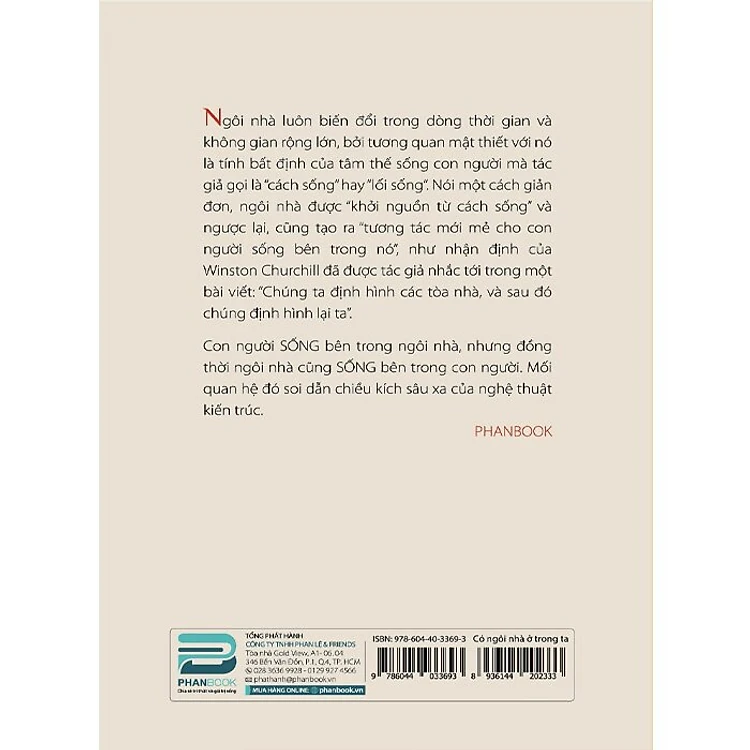 Ngôi nhà luôn biến đổi trong dòng thời gian và
không gian rộng lớn, bởi tương quan mật thiết với nó
là tính bất định của tâm thế sống con người mà tác
giả gọi là “cách sống” hay “lối sống”. Nói một cách giản
đơn, ngôi nhà được “khởi nguồn từ cách sống” và
ngược lại, cũng tạo ra “tương tác mới mẻ cho con
người sống bên trong nó”, như nhận định của
Winston Churchill đã được tác giả nhắc tới trong một
bài viết: “Chúng ta định hình các tòa nhà, và sau đó
chúng định hình lại ta”.
Con người SỐNG bên trong ngôi nhà, nhưng đồng
thời ngôi nhà cũng SỐNG bên trong con người. Mối
quan hệ đó soi dẫn chiều kích sâu xa của nghệ thuật
kiến trúc.
PHANBOOK
PHANBOOK
Chia sẻ tri thức và giá trị sống
TỔNG PHÁT HÀNH
CÔNG TY TNHH PHAN LÊ & FRIENDS
Tòa nhà Gold View, A1- 06.04
346 Bến Vân Đồn, P.1, Q.4, TP. HCM
028 3636 9928 - 0129 927 4566
phathanh@phanbook.vn
MUA HÀNG ONLINE: phanbook.vn
ISBN: 978-604-40-3369-3 Có ngôi nhà ở trong ta
9 786044 033693 8 936144 202333